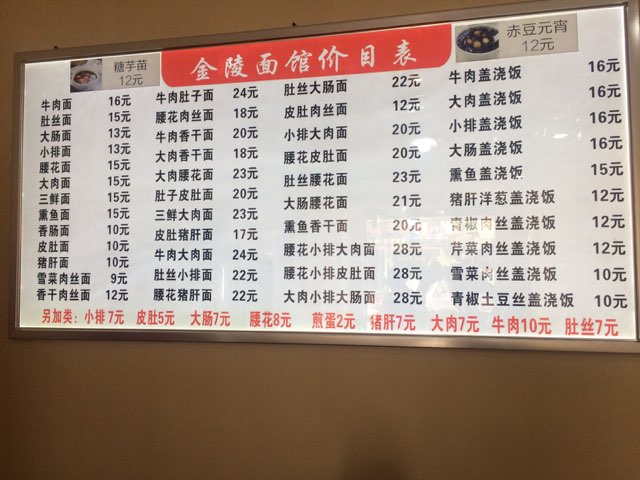 糖芋苗
12元
金陵面馆价目表
赤豆元宵
12元
牛肉面 16元
肚丝面 15元
大肠面 13元
小排面 13元
腰花面 15元
大肉面 15元
三鲜面 15元
熏鱼面 15元
香肠面 10元
皮肚面 10元
猪肝面 10元
雪菜肉丝面 9元
香干肉丝面 12元
牛肉肚子面 24元
腰花肉丝面 18元
牛肉香干面 20元
大肉香干面 18元
大肉腰花面 23元
肚子皮肚面 20元
三鲜大肉面 23元
皮肚猪肝面 17元
牛肉大肉面 24元
肚丝小排面 22元
腰花猪肝面 22元
肚丝大肠面 22元
皮肚肉丝面 12元
小排大肉面 20元
腰花皮肚面 20元
肚丝腰花面 23元
大肠腰花面 21元
熏鱼香干面 20元
腰花小排大肉面 28元
腰花小排皮肚面 28元
大肉小排大肠面 28元
牛肉盖浇饭 16元
大肉盖浇饭 16元
小排盖浇饭 16元
大肠盖浇饭 16元
熏鱼盖浇饭 15元
猪肝洋葱盖浇饭 12元
青椒肉丝盖浇饭 12元
芹菜肉丝盖浇饭 12元
雪菜肉丝盖浇饭 10元
青椒土豆丝盖浇饭 10元
另加类：小排7元 皮肚5元 大肠7元 腰花8元 煎蛋2元 猪肝7元 大肉7元 牛肉10元 肚丝7元